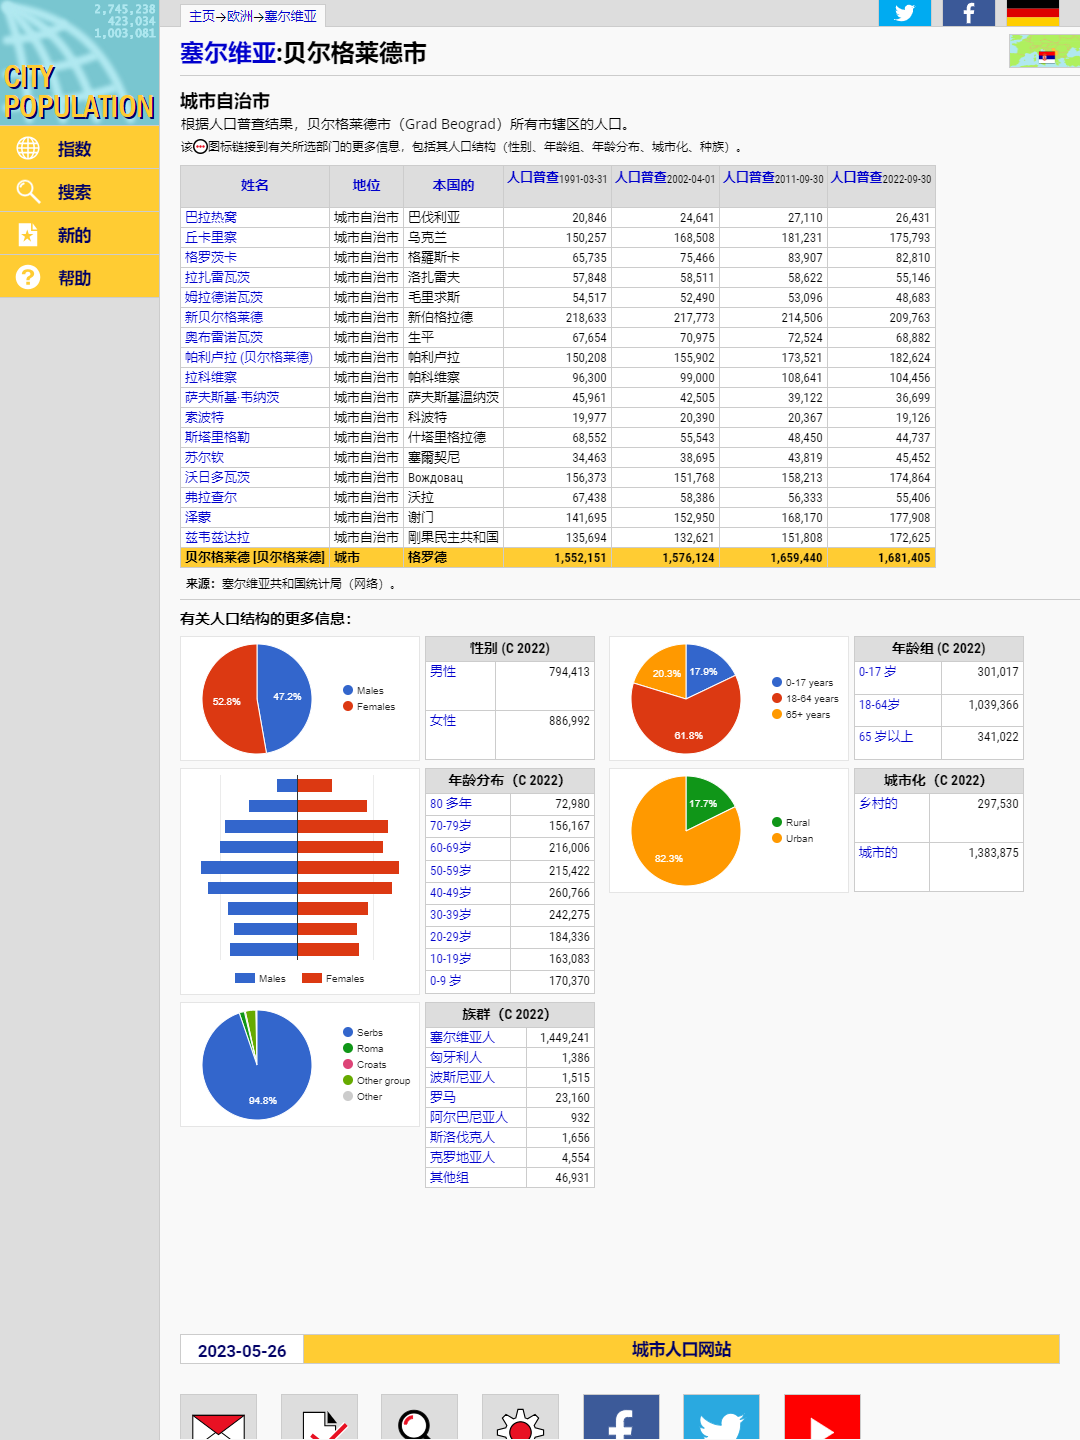 2,745,238
423,034
1,003,081
CITY
POPULATION
指数
搜索
新的
帮助
主页→欧洲→塞尔维亚
塞尔维亚:贝尔格莱德市
城市自治市
根据人口普查结果，贝尔格莱德市（Grad Beograd）所有市辖区的人口。
该图标链接到有关所选部门的更多信息，包括其人口结构（性别、年龄组、年龄分布、城市化、种族）。
姓名 地位 本国的 人口普查1991-03-31 人口普查2002-04-01 人口普查2011-09-30 人口普查2022-09-30
巴拉热窝 城市自治市 巴伐利亚 20,846 24,641 27,110 26,431
丘卡里察 城市自治市 乌克兰 150,257 168,508 181,231 175,793
格罗茨卡 城市自治市 格羅斯卡 65,735 75,466 83,907 82,810
拉扎雷瓦茨 城市自治市 洛扎雷夫 57,848 58,511 58,622 55,146
姆拉德诺瓦茨 城市自治市 毛里求斯 54,517 52,490 53,096 48,683
新贝尔格莱德 城市自治市 新伯格拉德 218,633 217,773 214,506 209,763
奥布雷诺瓦茨 城市自治市 生平 67,654 70,975 72,524 68,882
帕利卢拉 (贝尔格莱德) 城市自治市 帕利卢拉 150,208 155,902 173,521 182,624
拉科维察 城市自治市 帕科维察 96,300 99,000 108,641 104,456
萨夫斯基·韦纳茨 城市自治市 萨夫斯基温纳茨 45,961 42,505 39,122 36,699
索波特 城市自治市 科波特 19,977 20,390 20,367 19,126
斯塔里格勒 城市自治市 什塔里格拉德 68,552 55,543 48,450 44,737
苏尔钦 城市自治市 塞爾契尼 34,463 38,695 43,819 45,452
沃日多瓦茨 城市自治市 Вождовац 156,373 151,768 158,213 174,864
弗拉查尔 城市自治市 沃拉 67,438 58,386 56,333 55,406
泽蒙 城市自治市 谢门 141,695 152,950 168,170 177,908
兹韦兹达拉 城市自治市 剛果民主共和国 135,694 132,621 151,808 172,625
贝尔格莱德 [贝尔格莱德] 城市 格罗德 1,552,151 1,576,124 1,659,440 1,681,405
来源：塞尔维亚共和国统计局（网络）。
有关人口结构的更多信息：
52.8% 47.2%
Males
Females
性别 (C 2022)
男性 794,413
女性 886,992
20.3% 17.9%
61.8%
0-17 years
18-64 years
65+ years
年龄组 (C 2022)
0-17 岁 301,017
18-64岁 1,039,366
65 岁以上 341,022
Males Females
年龄分布（C 2022）
80 多年 72,980
70-79岁 156,167
60-69岁 216,006
50-59岁 215,422
40-49岁 260,766
30-39岁 242,275
20-29岁 184,336
10-19岁 163,083
0-9 岁 170,370
17.7%
82.3%
Rural
Urban
城市化（C 2022）
乡村的 297,530
城市的 1,383,875
94.8%
Serbs
Roma
Croats
Other group
Other
族群（C 2022）
塞尔维亚人 1,449,241
匈牙利人 1,386
波斯尼亚人 1,515
罗马 23,160
阿尔巴尼亚人 932
斯洛伐克人 1,656
克罗地亚人 4,554
其他组 46,931
2023-05-26 城市人口网站